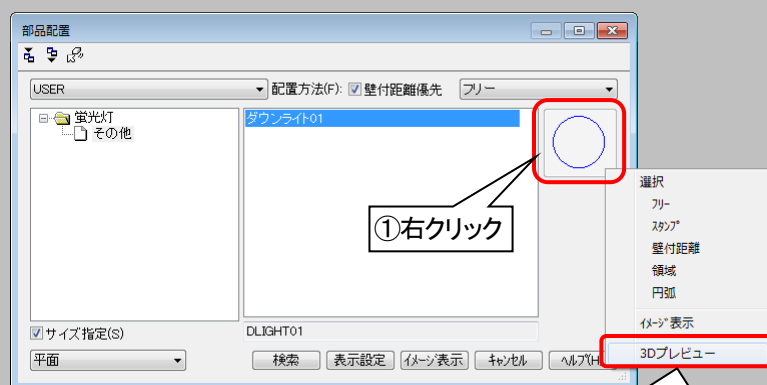 部品配置
USER
配置方法(F):
壁付距離優先
フリー
蛍光灯
その他
ダウンライト01
①右クリック
選択
フリー
スタンプ
壁付距離
領域
円弧
イメージ表示
3Dプレビュー
サイズ指定(S)
DLIGHT01
平面
検索
表示設定
イメージ表示
キャンセル
ヘルプ(H